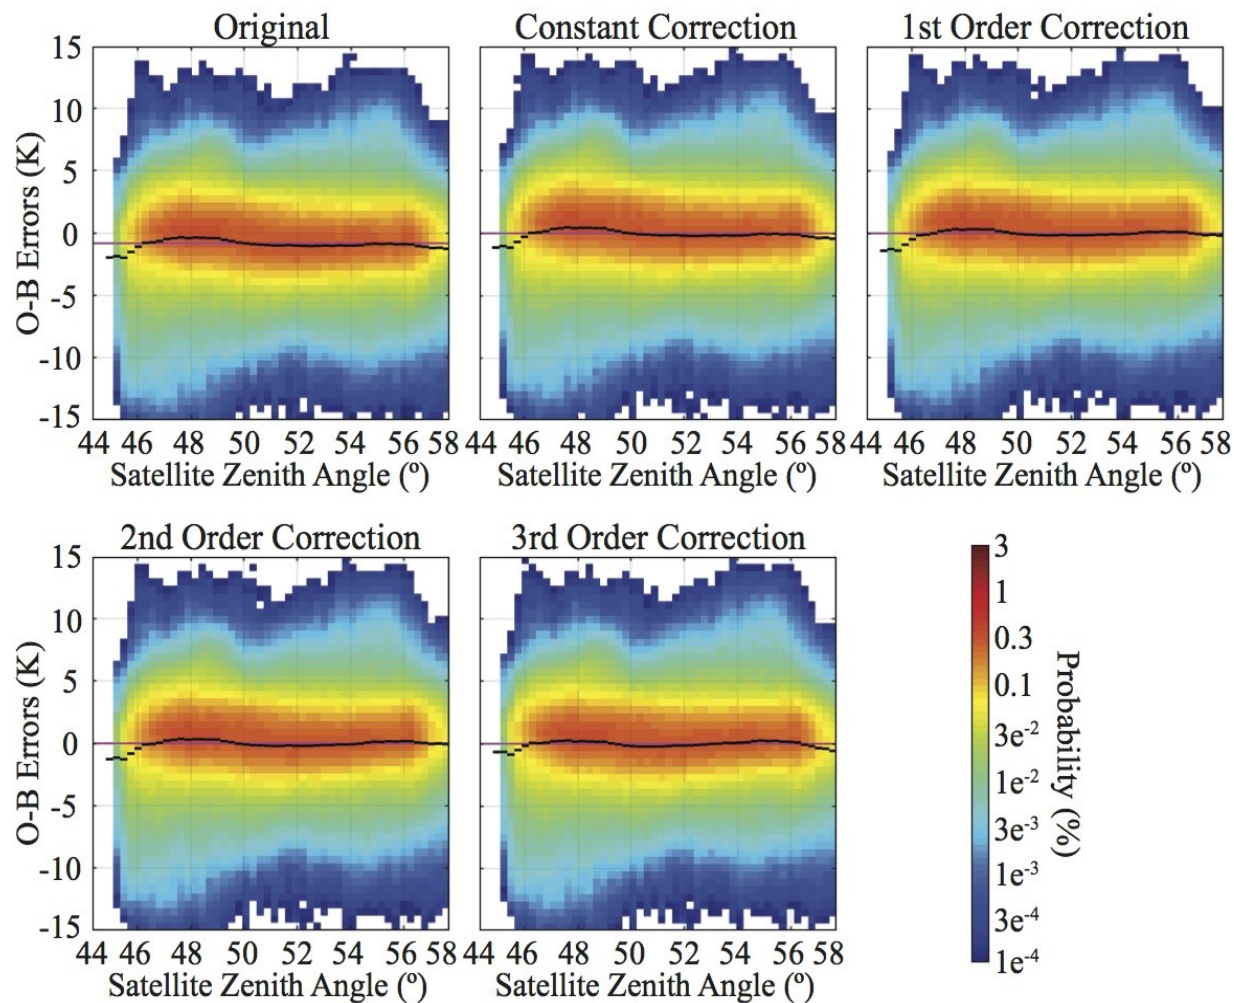 Original
Constant Correction
1st Order Correction
15
10
5
0
-5
-10
-15
O-B Errors (K)
44 46 48 50 52 54 56 58
44 46 48 50 52 54 56 58
44 46 48 50 52 54 56 58
Satellite Zenith Angle (º)
Satellite Zenith Angle (º)
Satellite Zenith Angle (º)
2nd Order Correction
3rd Order Correction
15
10
5
0
-5
-10
-15
O-B Errors (K)
44 46 48 50 52 54 56 58
44 46 48 50 52 54 56 58
Satellite Zenith Angle (º)
Satellite Zenith Angle (º)
3
1
0.3
0.1
3e-2
1e-2
3e-3
1e-3
3e-4
1e-4
Probability (%)